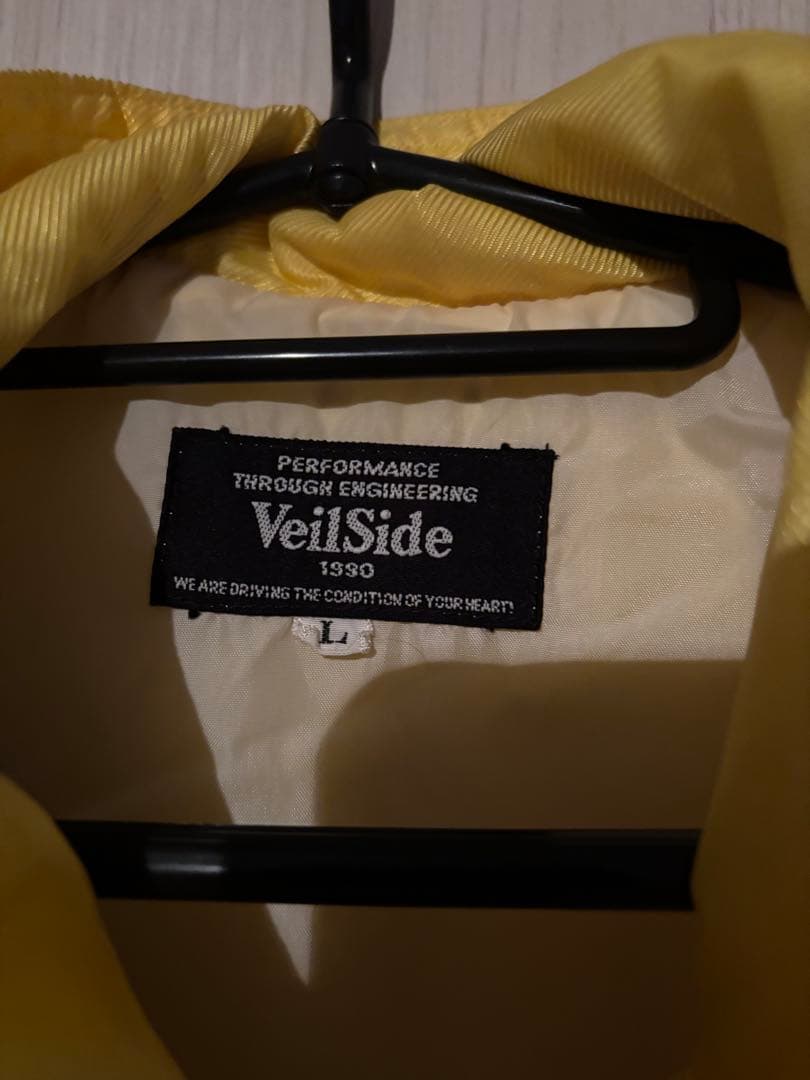 PERFORMANCE
THROUGH ENGINEERING
VeilSide
1990
WE ARE DRIVING THE CONDITION OF YOUR HEART!
L